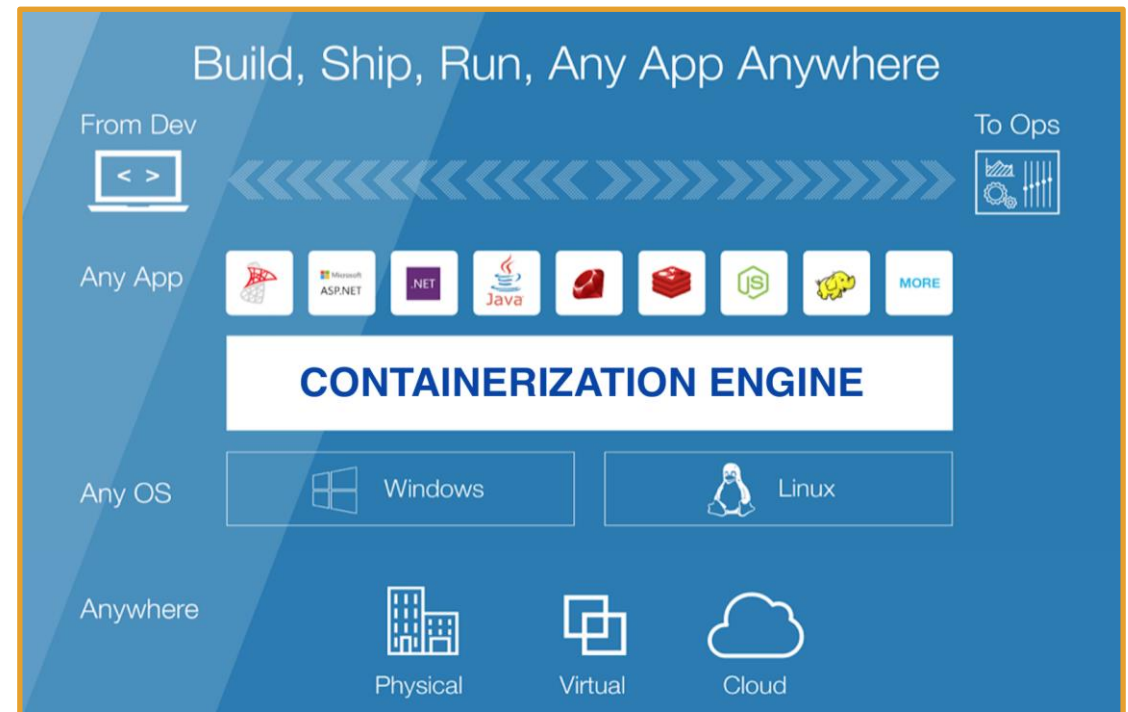 Build, Ship, Run, Any App Anywhere
From Dev
To Ops
< >
Any App
Microsoft
ASP.NET
.NET
Java
JS
MORE
CONTAINERIZATION ENGINE
Any OS
Windows
Linux
Anywhere
Physical
Virtual
Cloud